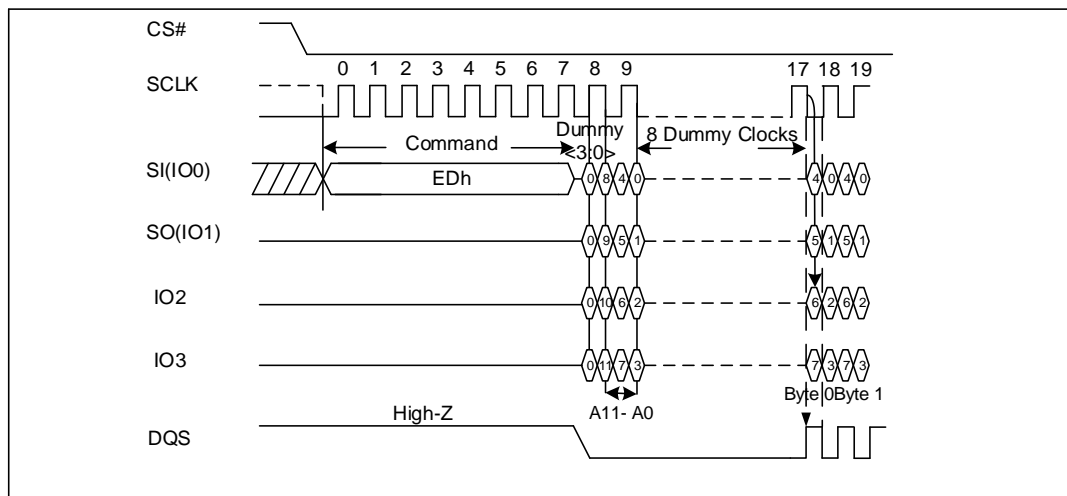 CS#
0 1 2 3 4 5 6 7 8 9 17 18 19
SCLK
Command
Dummy
<3:0>
8 Dummy Clocks
SI(IO0)
EDh
0 8 4 0 4 0 4 0
SO(IO1)
0 9 5 1 5 1 5 1
IO2
0 10 6 2 6 2 6 2
IO3
0 11 7 3 7 3 7 3
Byte 0 Byte 1
High-Z
A11- A0
DQS